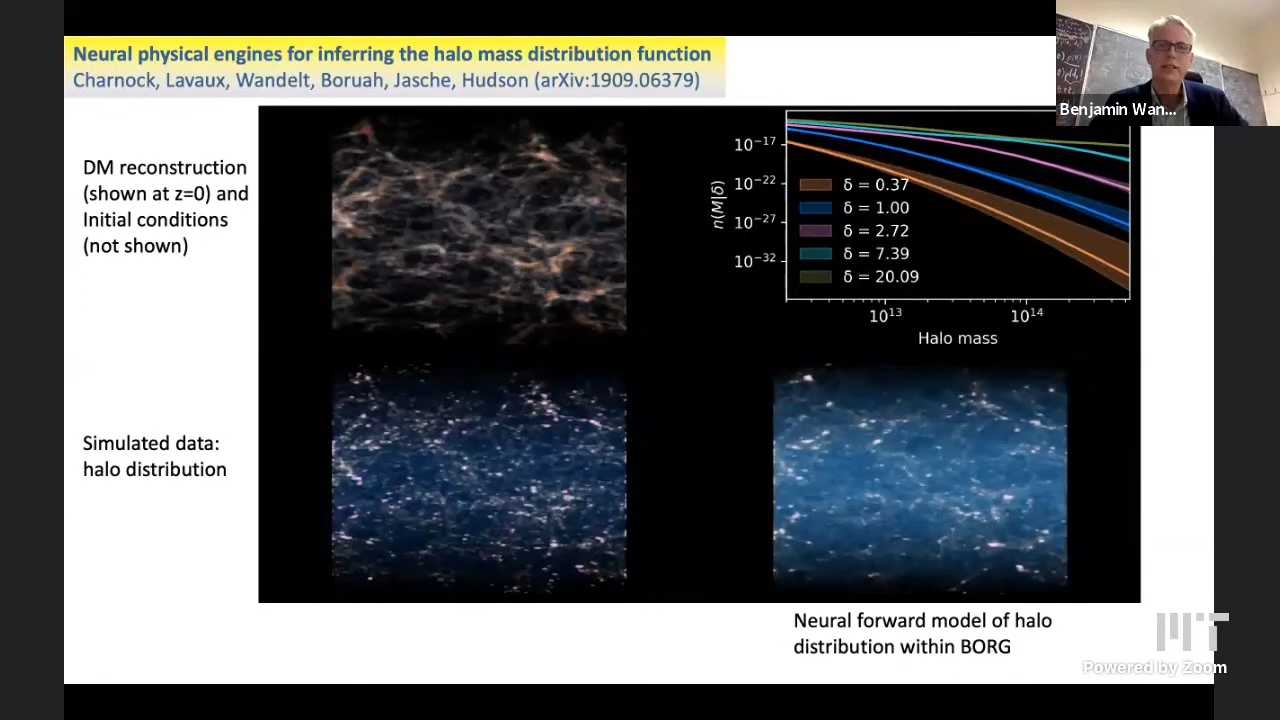 Neural physical engines for inferring the halo mass distribution function
Charnock, Lavaux, Wandelt, Boruah, Jasche, Hudson (arXiv:1909.06379)
Benjamin Wan...
DM reconstruction
(shown at z=0) and
Initial conditions
(not shown)
n(M|δ)
10⁻¹⁷
10⁻²²
10⁻²⁷
10⁻³²
δ = 0.37
δ = 1.00
δ = 2.72
δ = 7.39
δ = 20.09
10¹³
10¹⁴
Halo mass
Simulated data:
halo distribution
Neural forward model of halo
distribution within BORG
MIT
Powered by Zoom